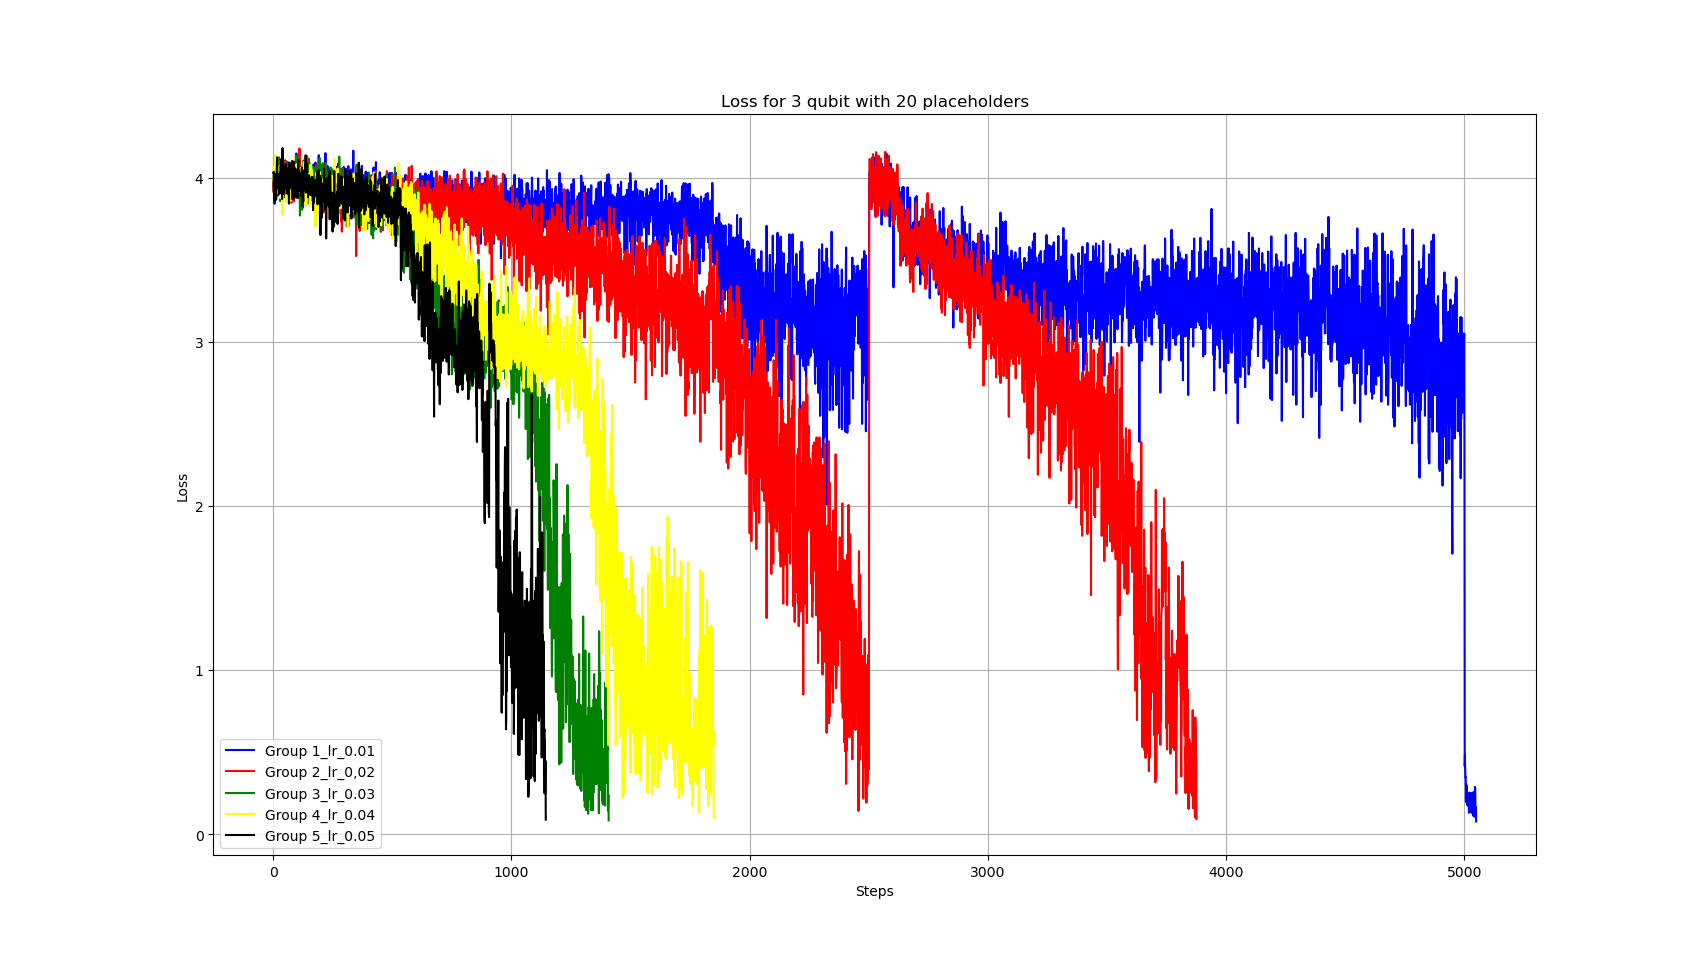 Loss for 3 qubit with 20 placeholders
Loss
4
3
2
1
0
Group 1_lr_0.01
Group 2_lr_0,02
Group 3_lr_0.03
Group 4_lr_0.04
Group 5_lr_0.05
0
1000
2000
3000
4000
5000
Steps